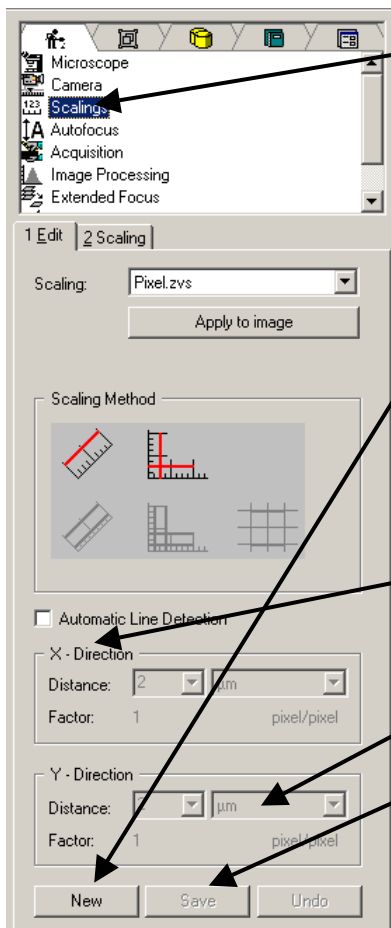 Microscope
Camera
123 Scalings
A Autofocus
Acquisition
Image Processing
Extended Focus
1 Edit 2 Scaling
Scaling: Pixel.zvs
Apply to image
Scaling Method
Automatic Line Detection
X - Direction
Distance: 2 µm
Factor: 1 pixel/pixel
Y - Direction
Distance: µm
Factor: 1 pixel/pixel
New Save Undo